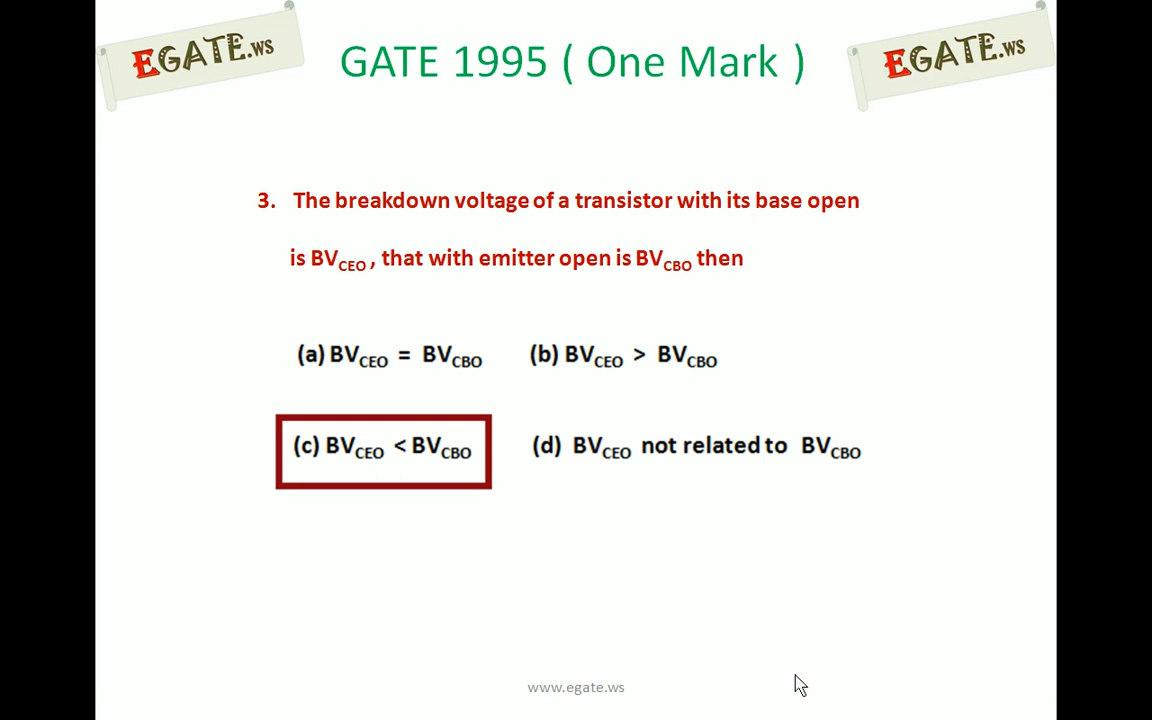 EGATE.ws
GATE 1995 ( One Mark )
EGATE.ws
3. The breakdown voltage of a transistor with its base open
is BVCEO , that with emitter open is BVCBO then
(a) BVCEO = BVCBO (b) BVCEO > BVCBO
(c) BVCEO < BVCBO (d) BVCEO not related to BVCBO
www.egate.ws